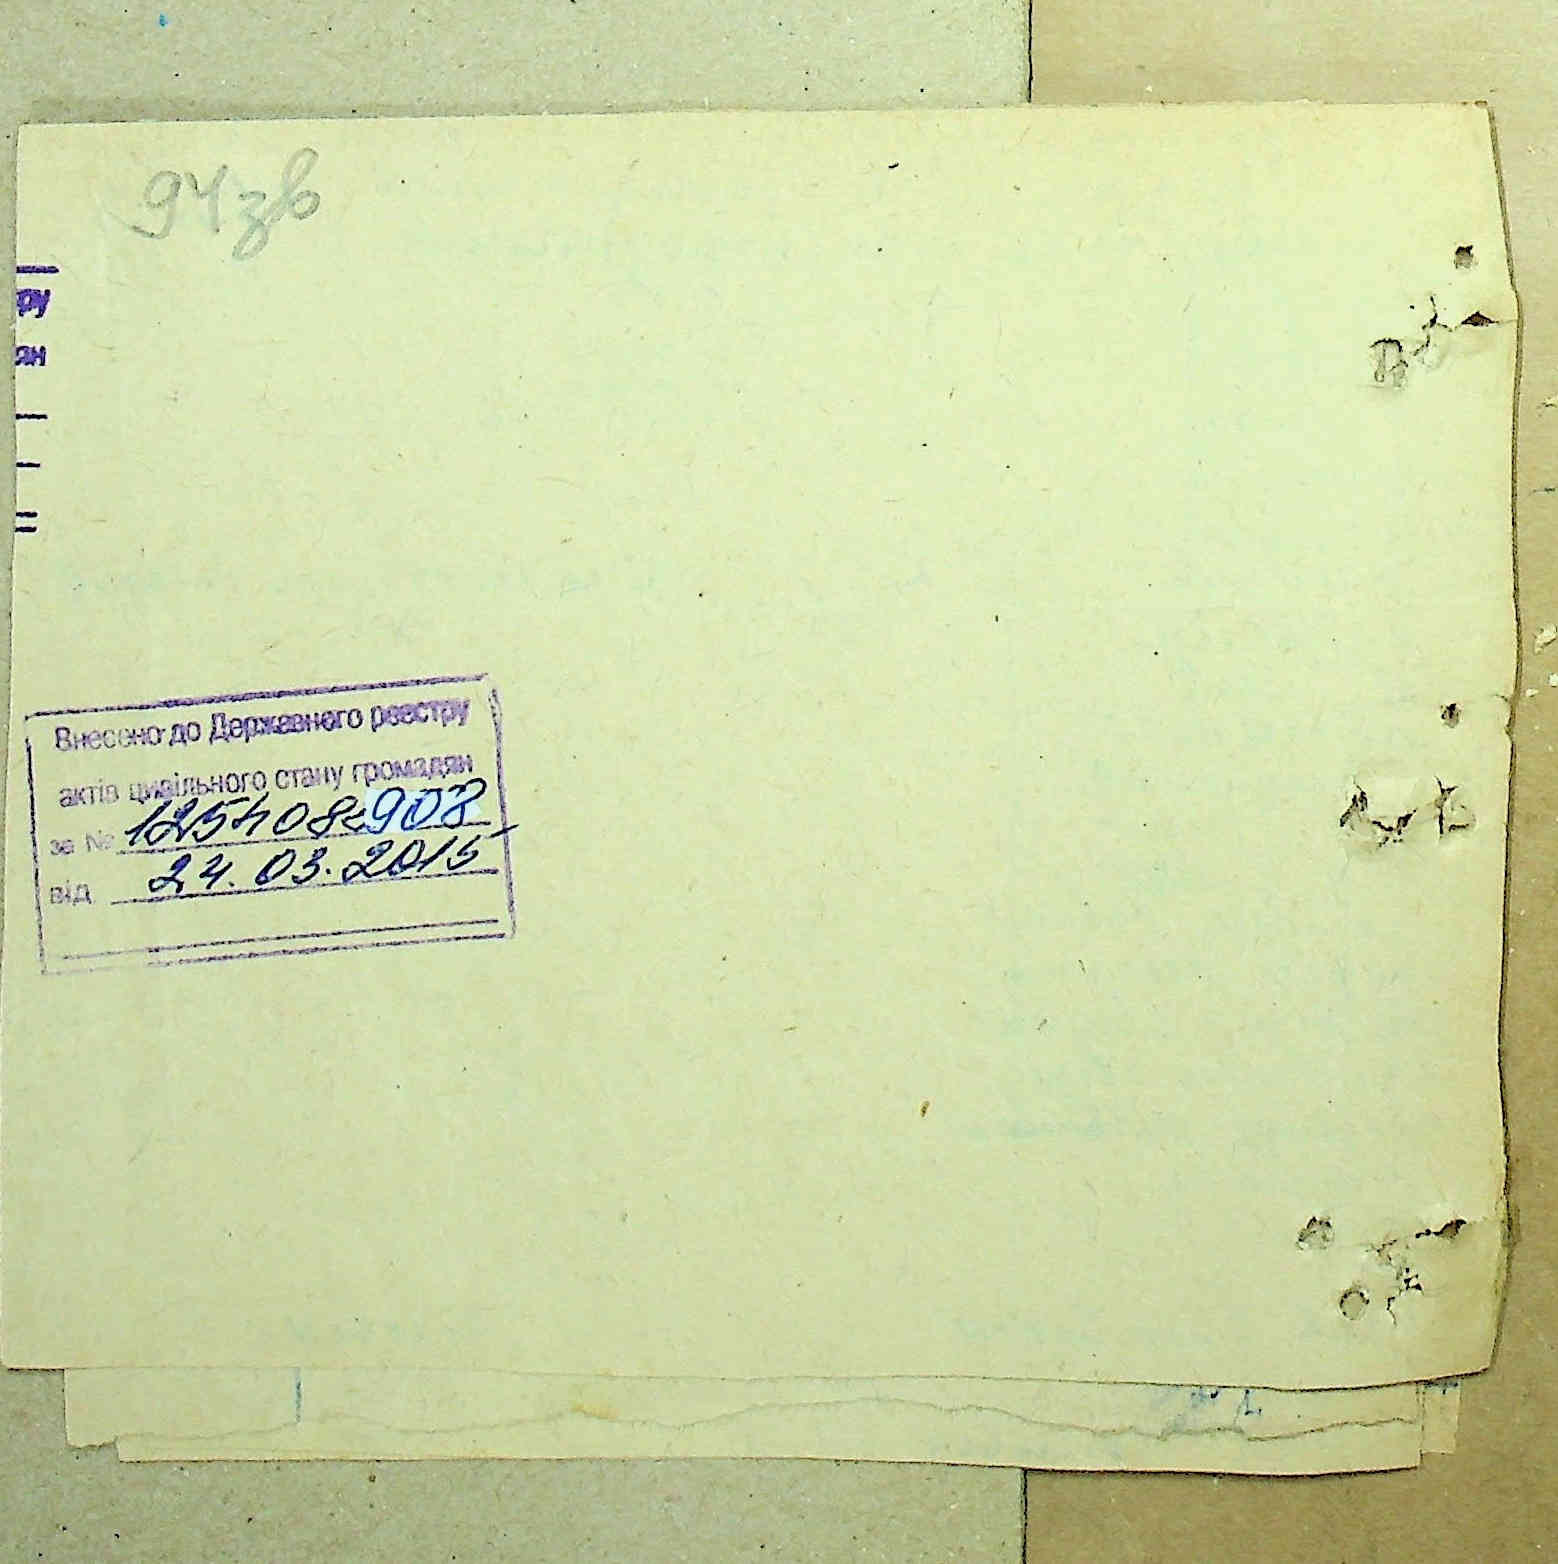 94зв
ру
ян
Внесено до Державного реєстру
актів цивільного стану громадян
за №
від 24.03.2015